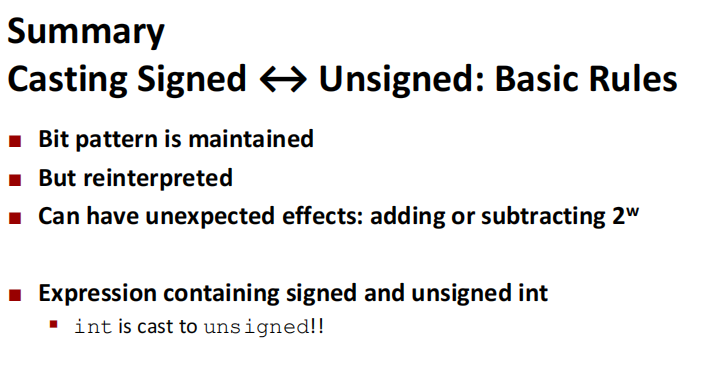 Summary
Casting Signed ↔ Unsigned: Basic Rules
■ Bit pattern is maintained
■ But reinterpreted
■ Can have unexpected effects: adding or subtracting 2ʷ
■ Expression containing signed and unsigned int
▪ int is cast to unsigned!!